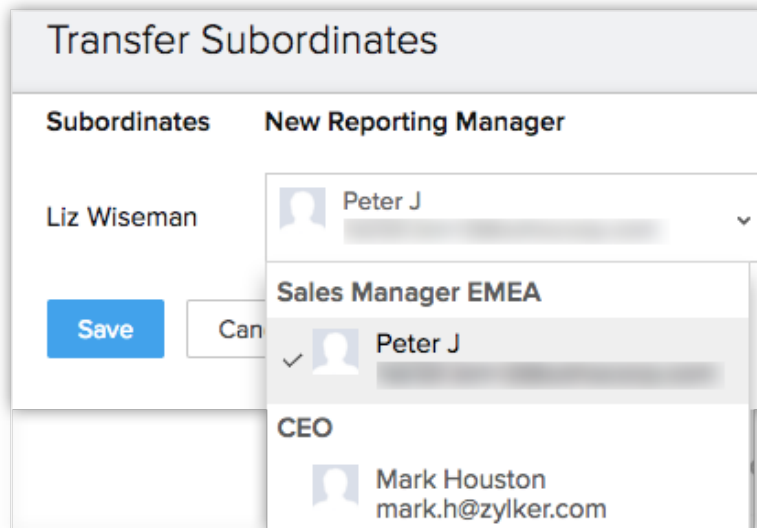 Transfer Subordinates
Subordinates New Reporting Manager
Liz Wiseman
Peter J
Sales Manager EMEA
Save
Can
Peter J
CEO
Mark Houston
mark.h@zylker.com